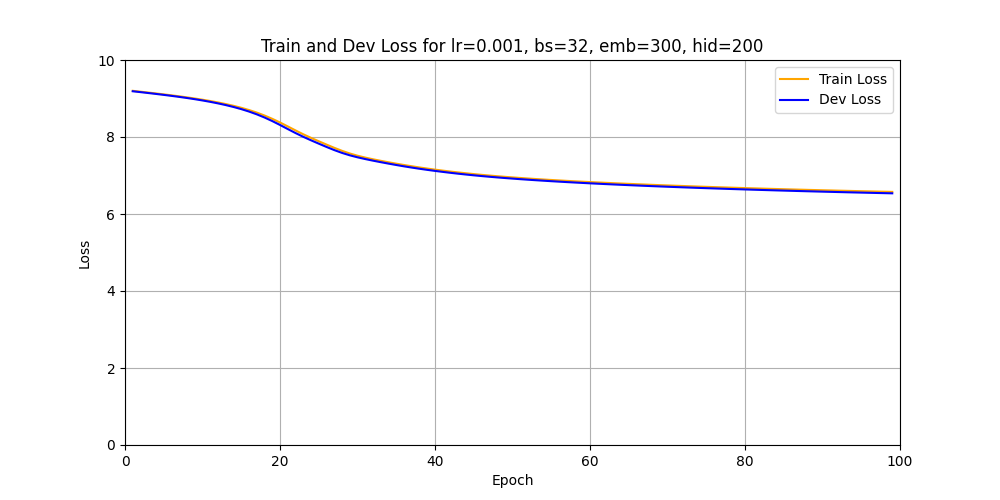 Train and Dev Loss for lr=0.001, bs=32, emb=300, hid=200
Train Loss
Dev Loss
Loss
10
8
6
4
2
0
0 20 40 60 80 100
Epoch